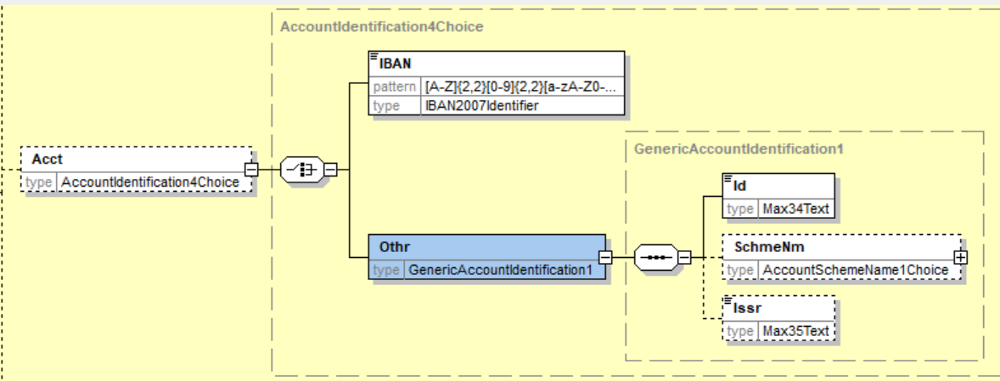 AccountIdentification4Choice
IBAN
pattern [A-Z]{2,2}[0-9]{2,2}[a-zA-Z0-...
type IBAN2007Identifier
Acct
type AccountIdentification4Choice
GenericAccountIdentification1
Id
type Max34Text
Othr
type GenericAccountIdentification1
SchmeNm
type AccountSchemeName1Choice
Issr
type Max35Text